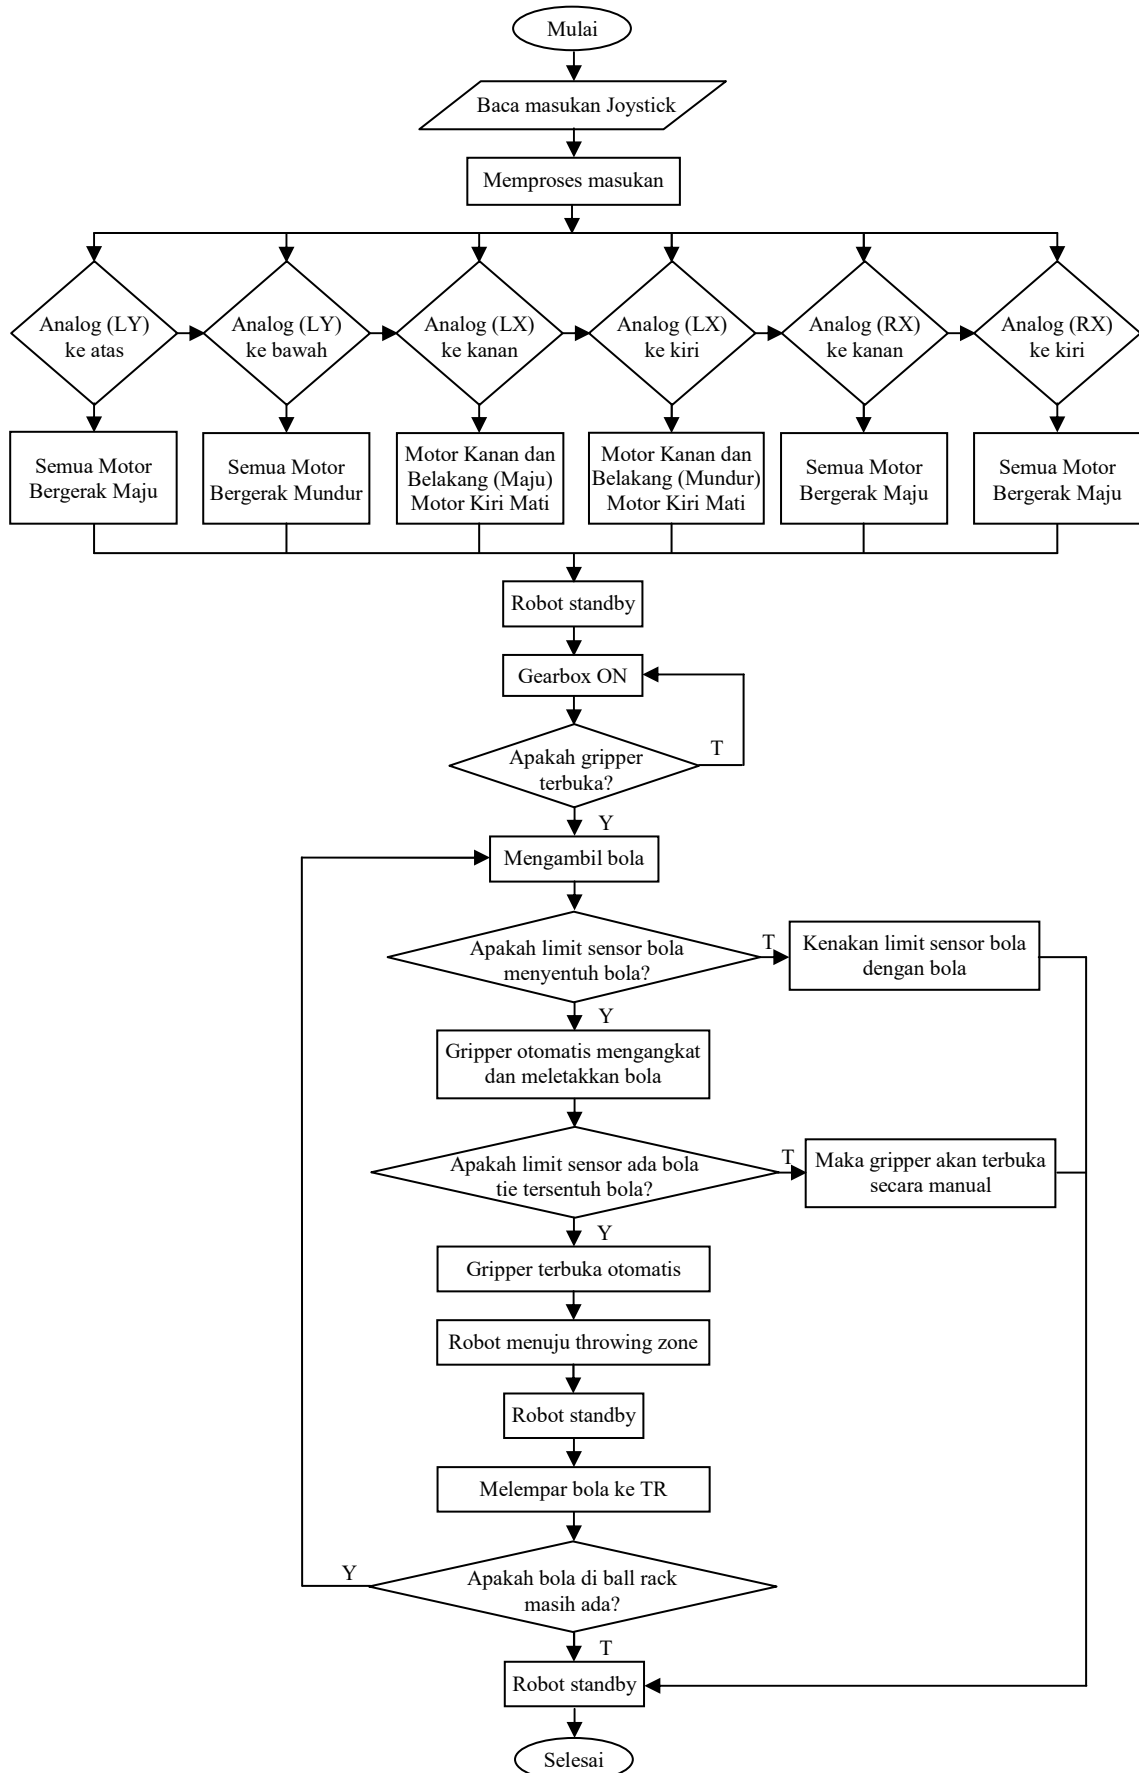 Mulai
Baca masukan Joystick
Memproses masukan
Analog (LY)
ke atas
Analog (LY)
ke bawah
Analog (LX)
ke kanan
Analog (LX)
ke kiri
Analog (RX)
ke kanan
Analog (RX)
ke kiri
Semua Motor
Bergerak Maju
Semua Motor
Bergerak Mundur
Motor Kanan dan
Belakang (Maju)
Motor Kiri Mati
Motor Kanan dan
Belakang (Mundur)
Motor Kiri Mati
Semua Motor
Bergerak Maju
Semua Motor
Bergerak Maju
Robot standby
Gearbox ON
Apakah gripper
terbuka?
T
Y
Mengambil bola
Apakah limit sensor bola
menyentuh bola?
T
Kenakan limit sensor bola
dengan bola
Y
Gripper otomatis mengangkat
dan meletakkan bola
Apakah limit sensor ada bola
tie tersentuh bola?
T
Maka gripper akan terbuka
secara manual
Y
Gripper terbuka otomatis
Robot menuju throwing zone
Robot standby
Melempar bola ke TR
Apakah bola di ball rack
masih ada?
Y
T
Robot standby
Selesai